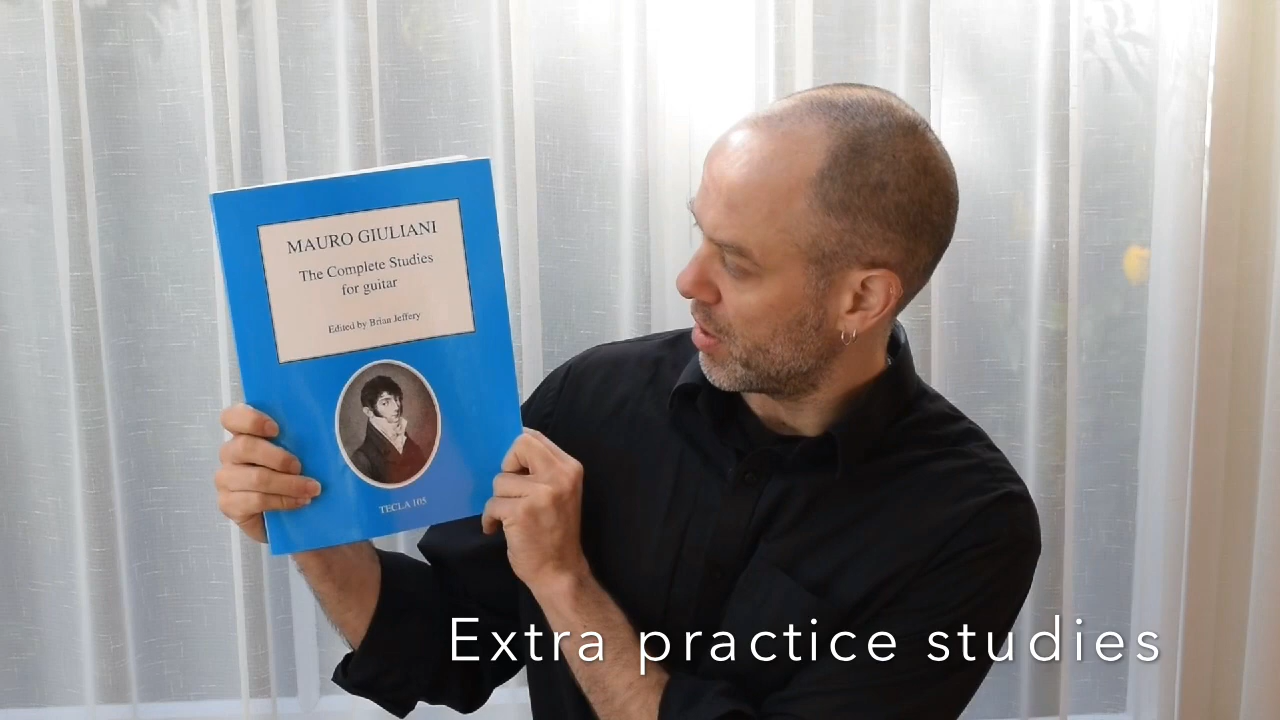 MAURO GIULIANI
The Complete Studies
for guitar
Edited by Brian Jeffery
TECLA 105
Extra practice studies